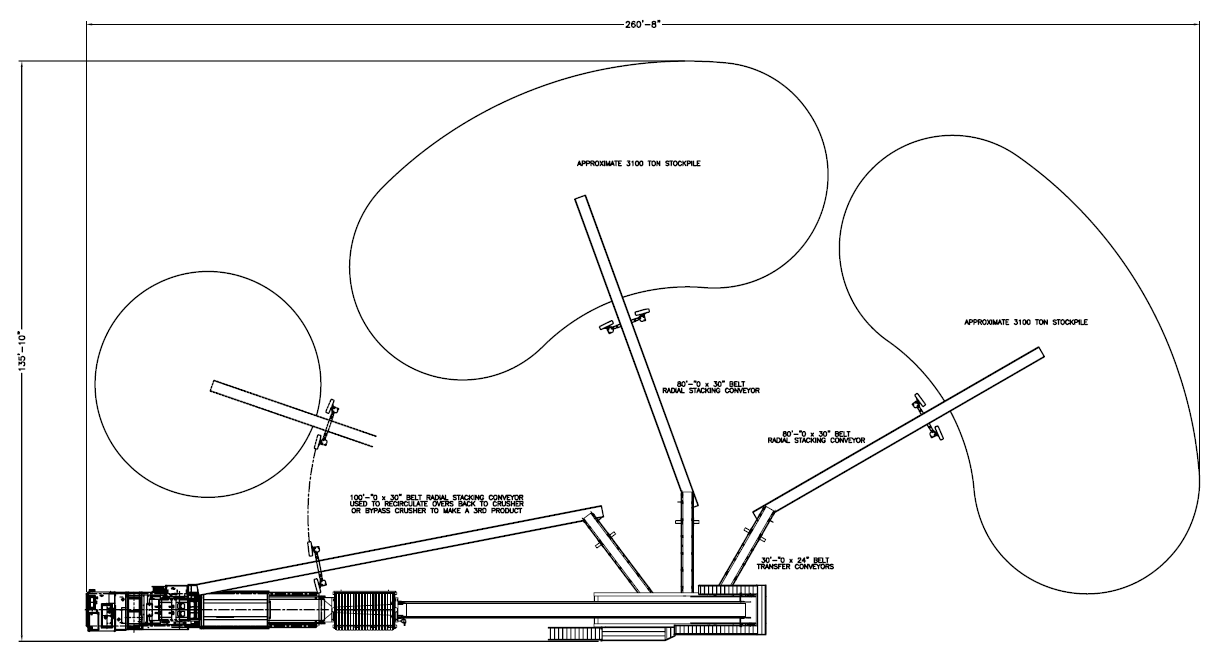 260'-8"
APPROXIMATE 3100 TON STOCKPILE
APPROXIMATE 3100 TON STOCKPILE
135'-10"
80'-"0 x 30" BELT
RADIAL STACKING CONVEYOR
80'-"0 x 30" BELT
RADIAL STACKING CONVEYOR
100'-"0 x 30" BELT RADIAL STACKING CONVEYOR
USED TO RECIRCULATE OVERS BACK TO CRUSHER
OR BYPASS CRUSHER TO MAKE A 3RD PRODUCT
30'-"0 x 24" BELT
TRANSFER CONVEYORS